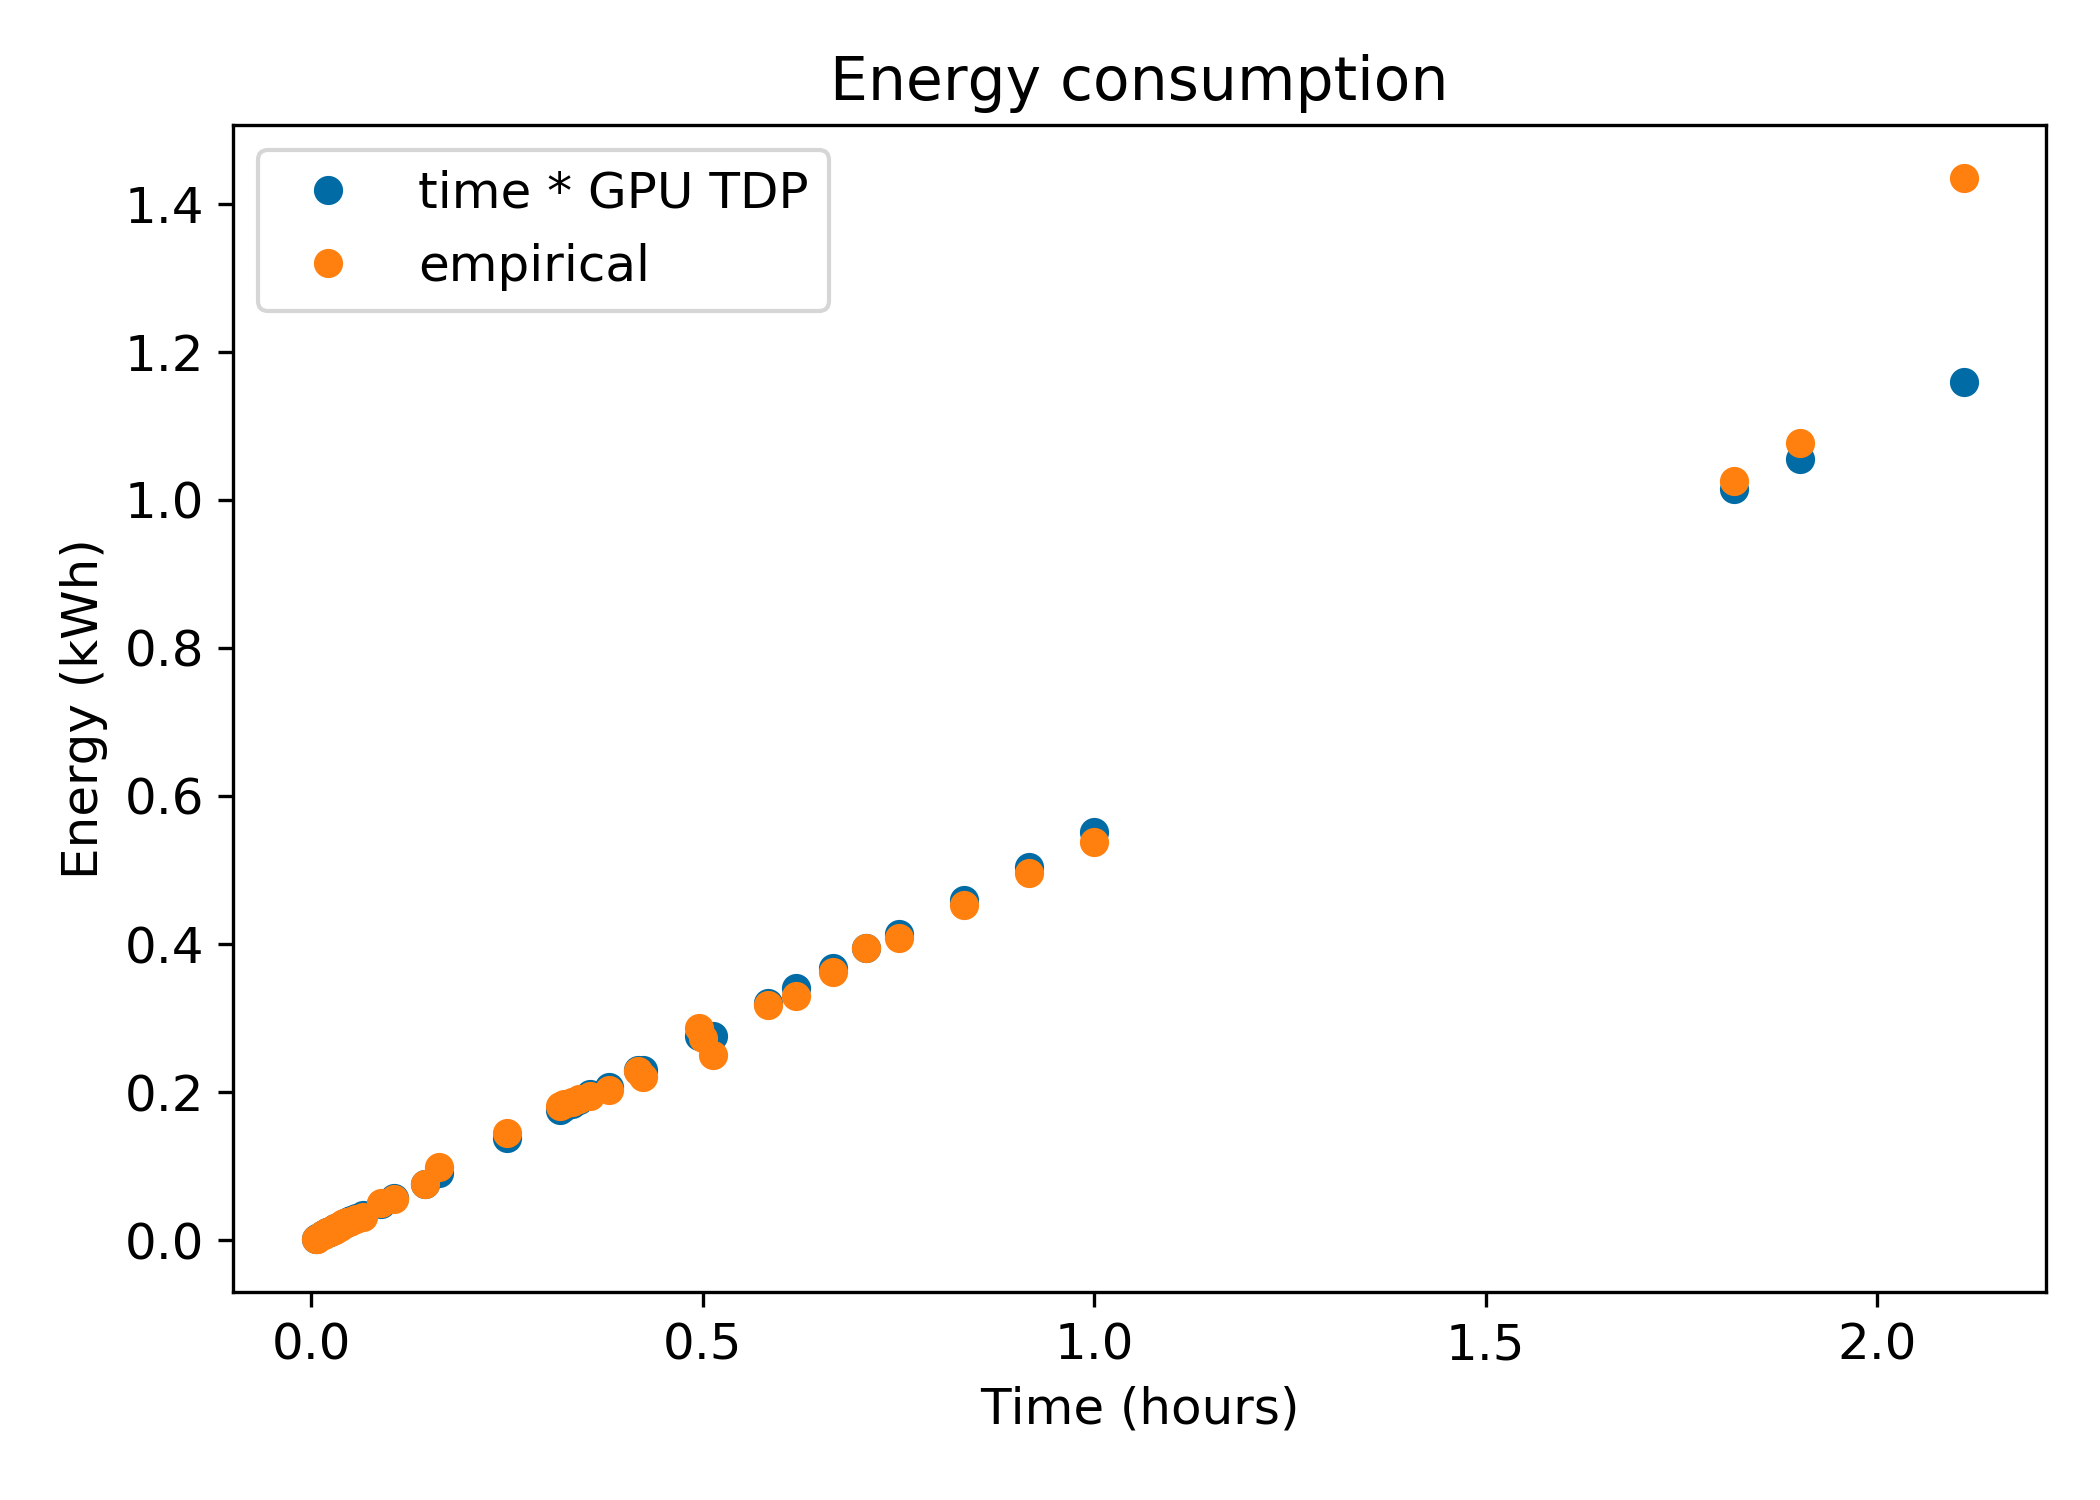 Energy consumption
time * GPU TDP
empirical
1.4
1.2
1.0
0.8
0.6
0.4
0.2
0.0
Energy (kWh)
0.0 0.5 1.0 1.5 2.0
Time (hours)